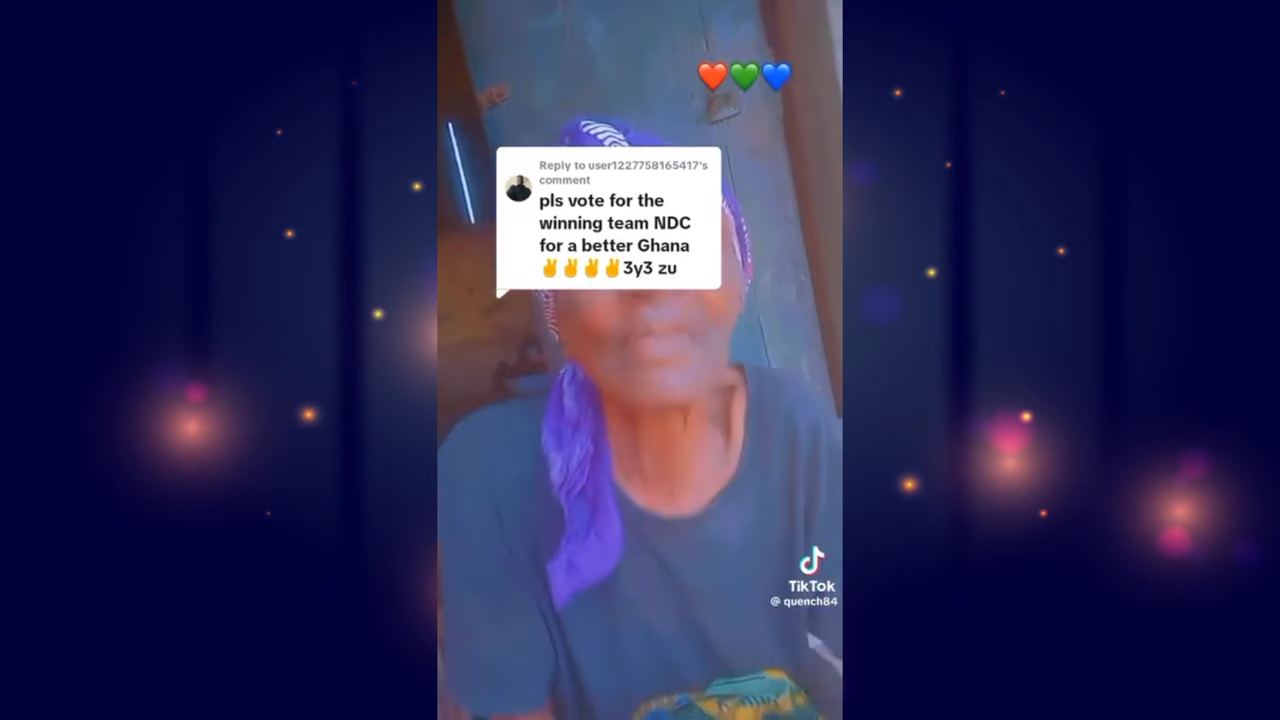 ❤️💚💙
Reply to user1227758165417's
comment
pls vote for the
winning team NDC
for a better Ghana
✌️✌️✌️✌️3y3 zu
TikTok
@ quench84